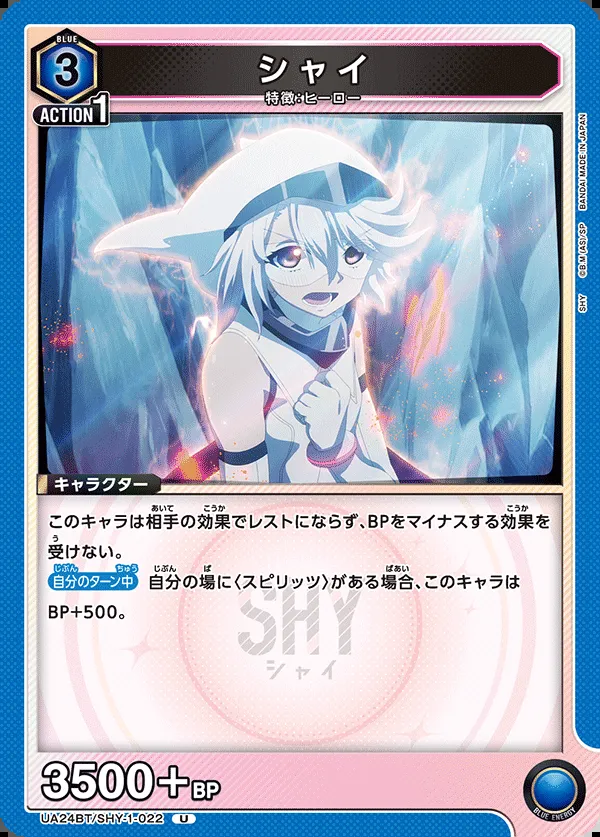 BLUE
3
ACTION 1
シャイ
特徴:ヒーロー
SHY ©B.M(AS)/SP BANDAI MADE IN JAPAN
キャラクター
このキャラは相手の効果でレストにならず、BPをマイナスする効果を
受けない。
自分のターン中 自分の場に〈スピリッツ〉がある場合、このキャラは
BP+500。
SHY
シャイ
3500+BP
UA24BT/SHY-1-022 U
BLUE ENERGY